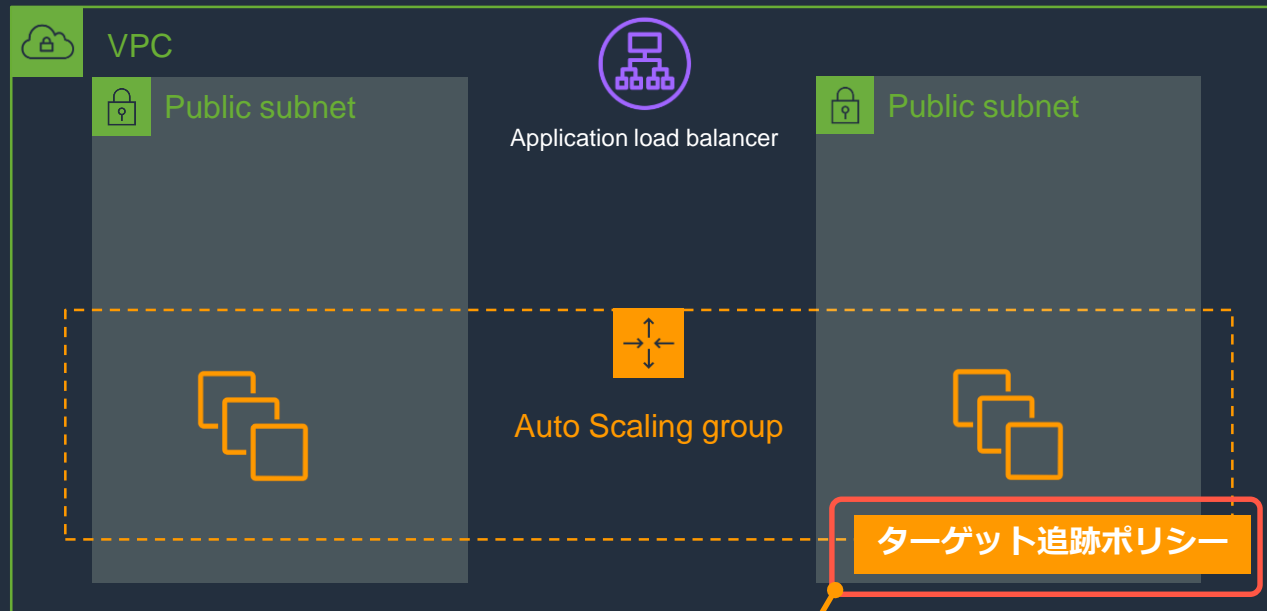 VPC
Public subnet
Application load balancer
Public subnet
Auto Scaling group
ターゲット追跡ポリシー